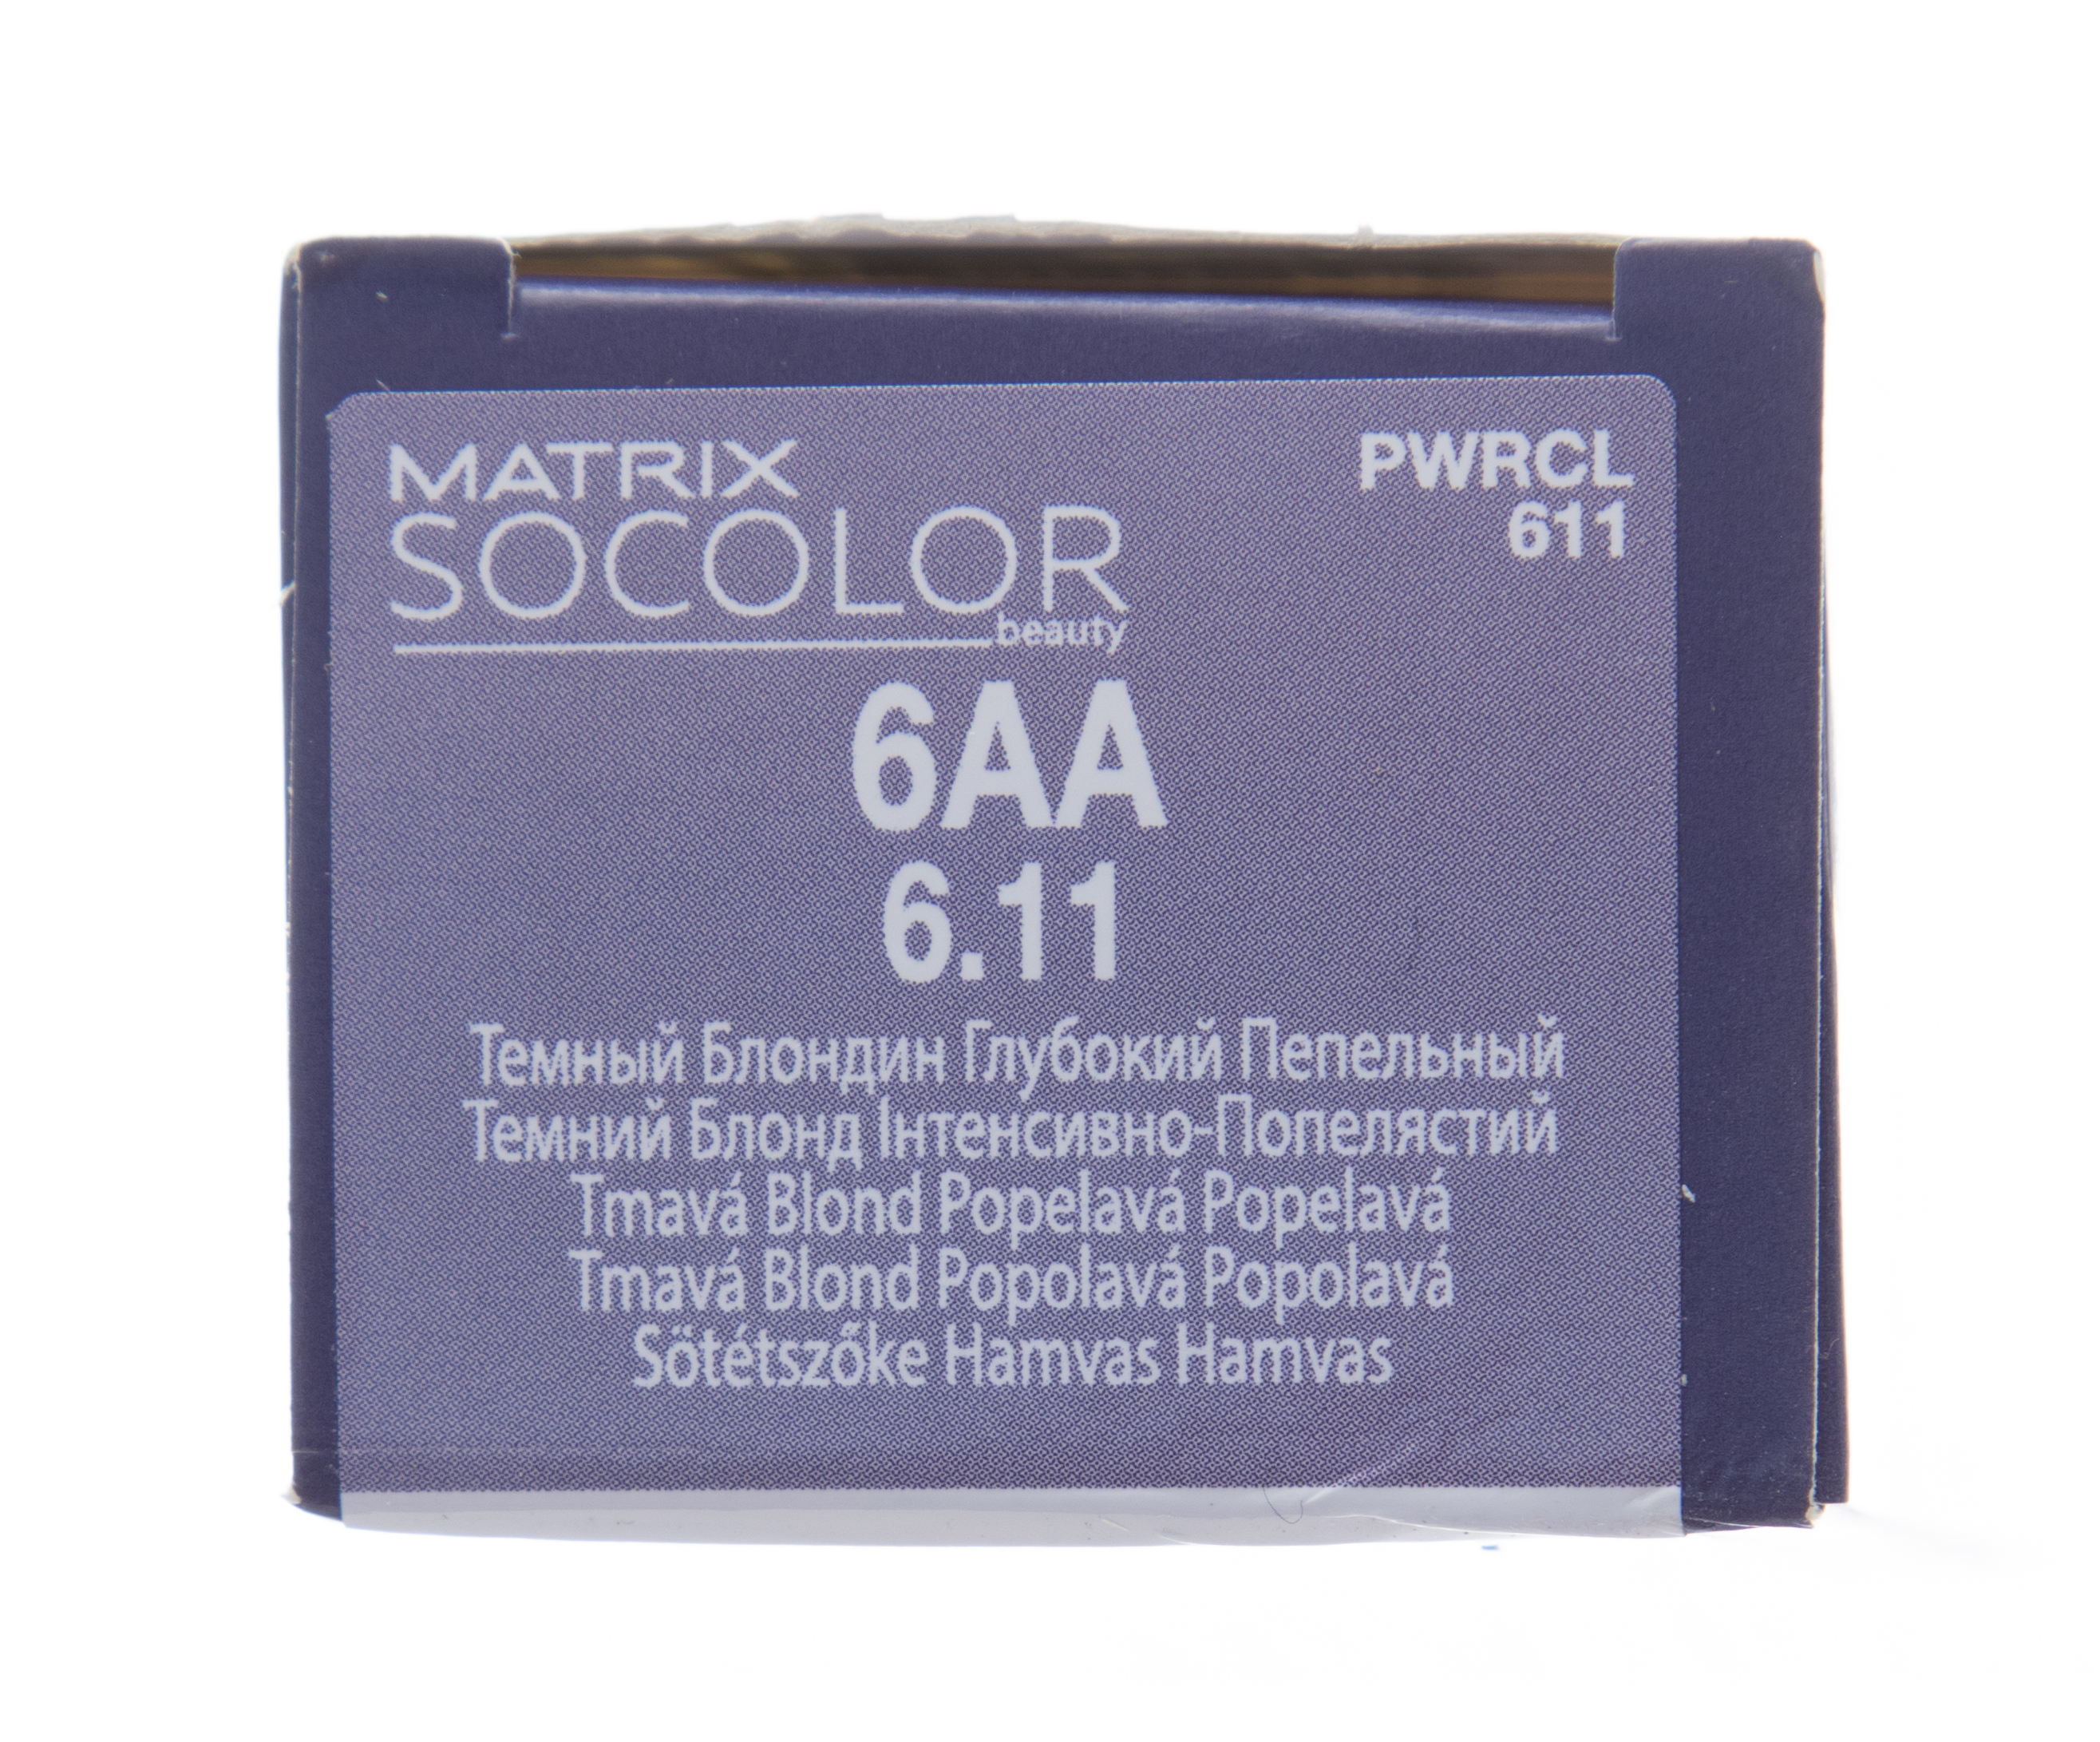 MATRIX
SOCOLOR
beauty
PWRCL
611
6AA
6.11
Темный Блондин Глубокий Пепельный
Темний Блонд Інтенсивно-Попелястий
Tmavá Blond Popelavá Popelavá
Tmavá Blond Popolavá Popolavá
Sötétszőke Hamvas Hamvas